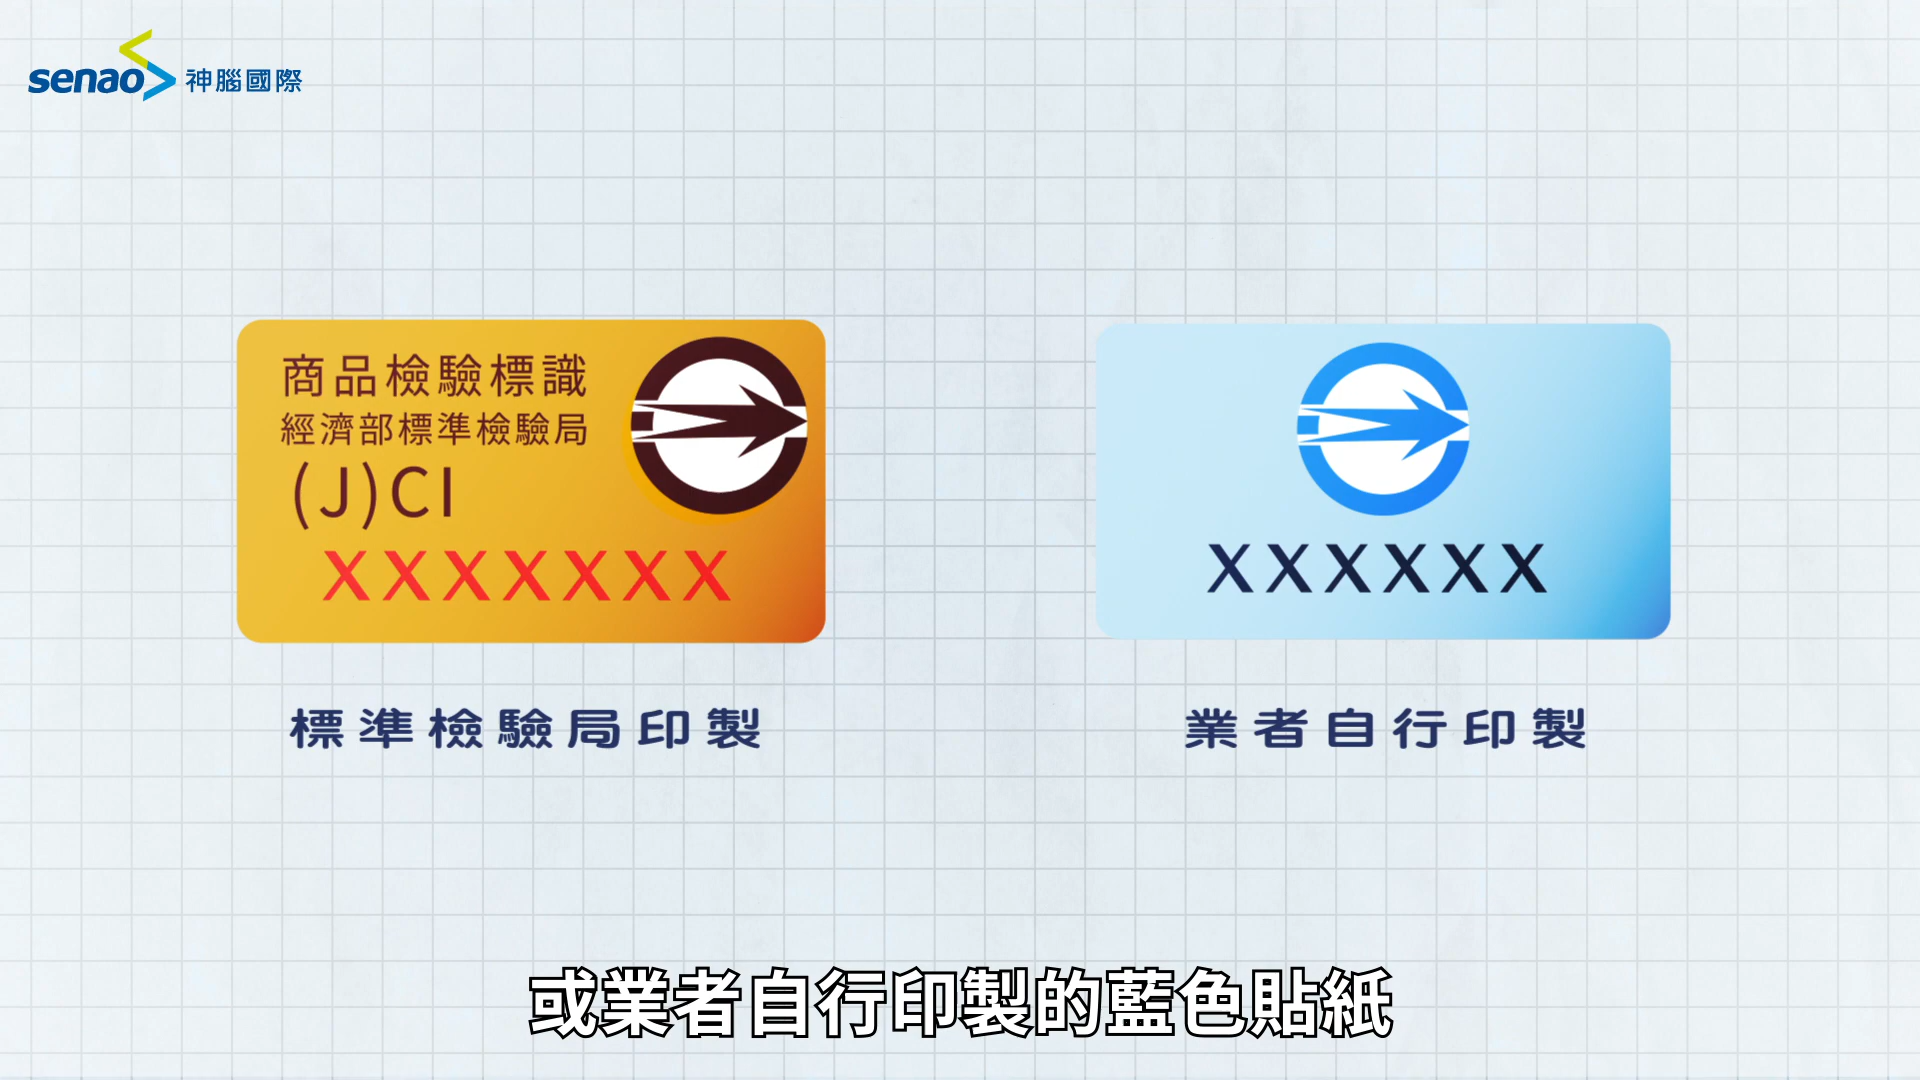 senao 神腦國際
商品檢驗標識
經濟部標準檢驗局
(J)CI
XXXXXXX
XXXXXX
標準檢驗局印製
業者自行印製
或業者自行印製的藍色貼紙